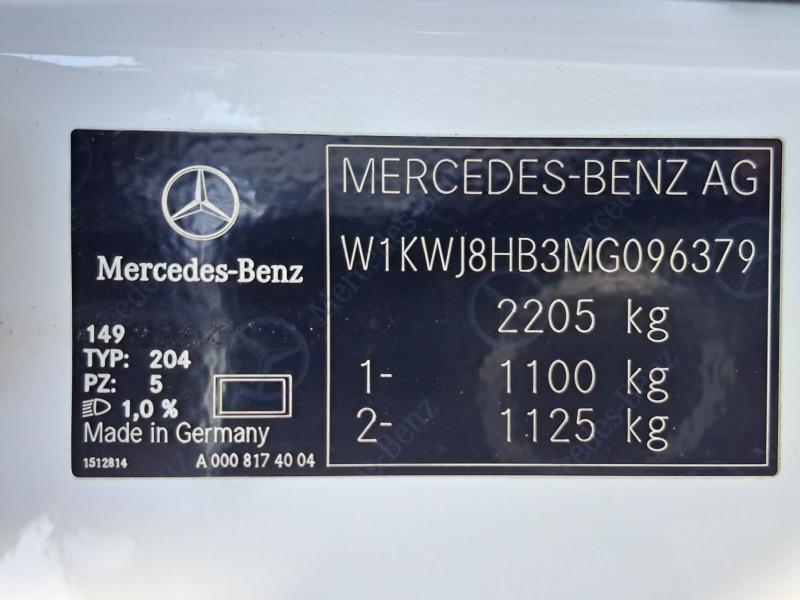 Mercedes-Benz
149
TYP: 204
PZ: 5
1,0 %
Made in Germany
1512814 A 000 817 40 04
MERCEDES-BENZ AG
W1KWJ8HB3MG096379
2205 kg
1- 1100 kg
2- 1125 kg